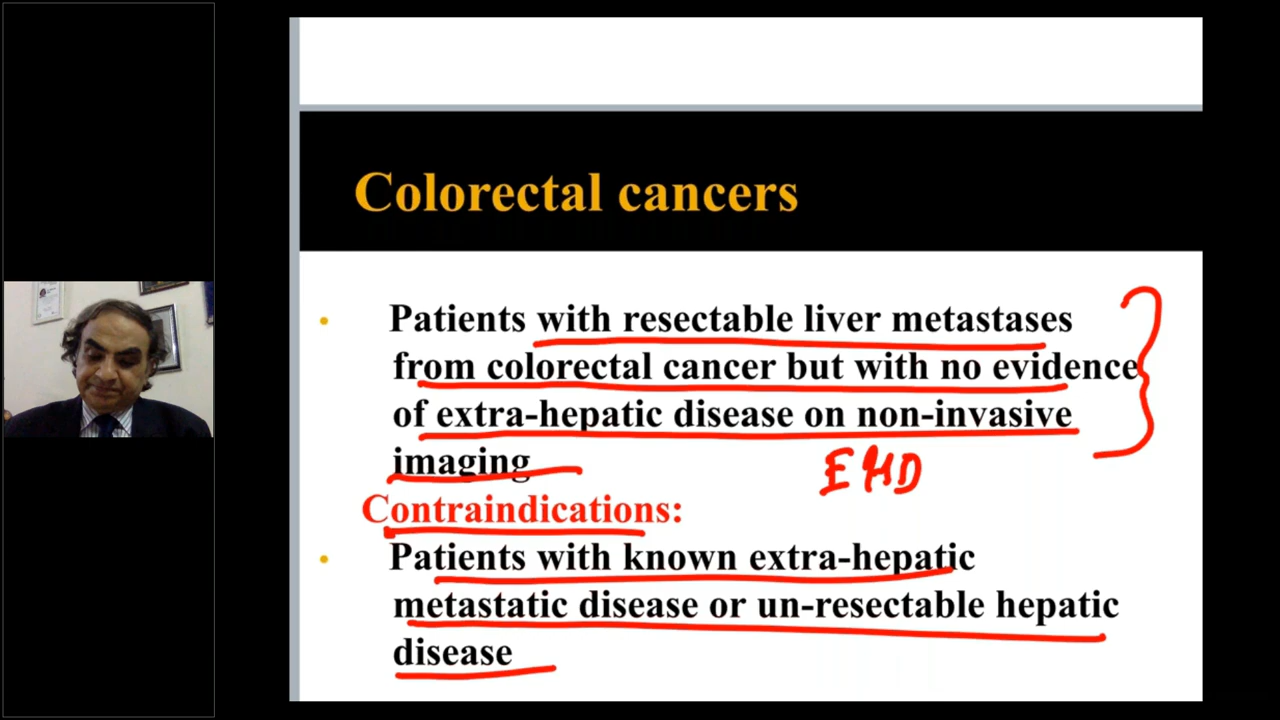 Colorectal cancers
• Patients with resectable liver metastases
from colorectal cancer but with no evidence
of extra-hepatic disease on non-invasive
imaging
EHD
Contraindications:
• Patients with known extra-hepatic
metastatic disease or un-resectable hepatic
disease